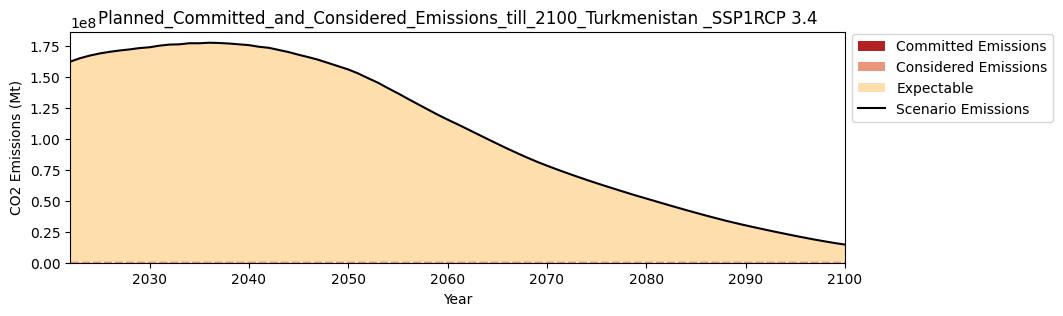 Planned_Committed_and_Considered_Emissions_till_2100_Turkmenistan _SSP1RCP 3.4
1e8
1.75
1.50
1.25
1.00
0.75
0.50
0.25
0.00
CO2 Emissions (Mt)
2030 2040 2050 2060 2070 2080 2090 2100
Year
Committed Emissions
Considered Emissions
Expectable
Scenario Emissions